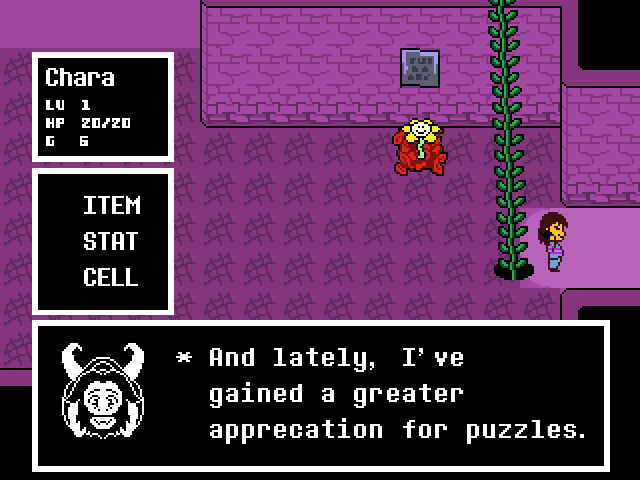 Chara
LV 1
HP 20/20
G 6
ITEM
STAT
CELL
* And lately, I've
gained a greater
apprecation for puzzles.